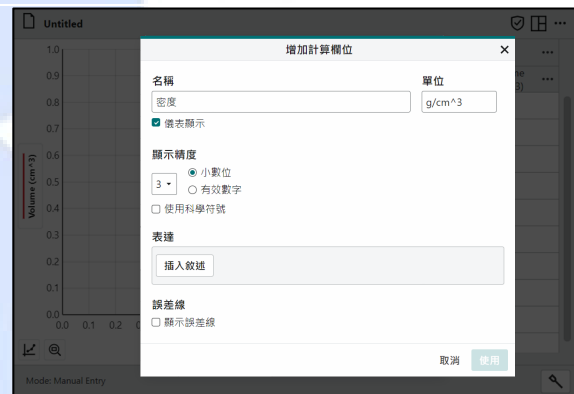 Untitled
增加計算欄位
名稱
單位
密度
g/cm^3
儀表顯示
顯示精度
3
小數位
有效數字
使用科學符號
表達
插入敘述
誤差線
顯示誤差線
取消
使用
1.0
0.9
0.8
0.7
0.6
0.5
0.4
0.3
0.2
0.1
0.0
Volume (cm^3)
0.0 0.1 0.2
Mode: Manual Entry